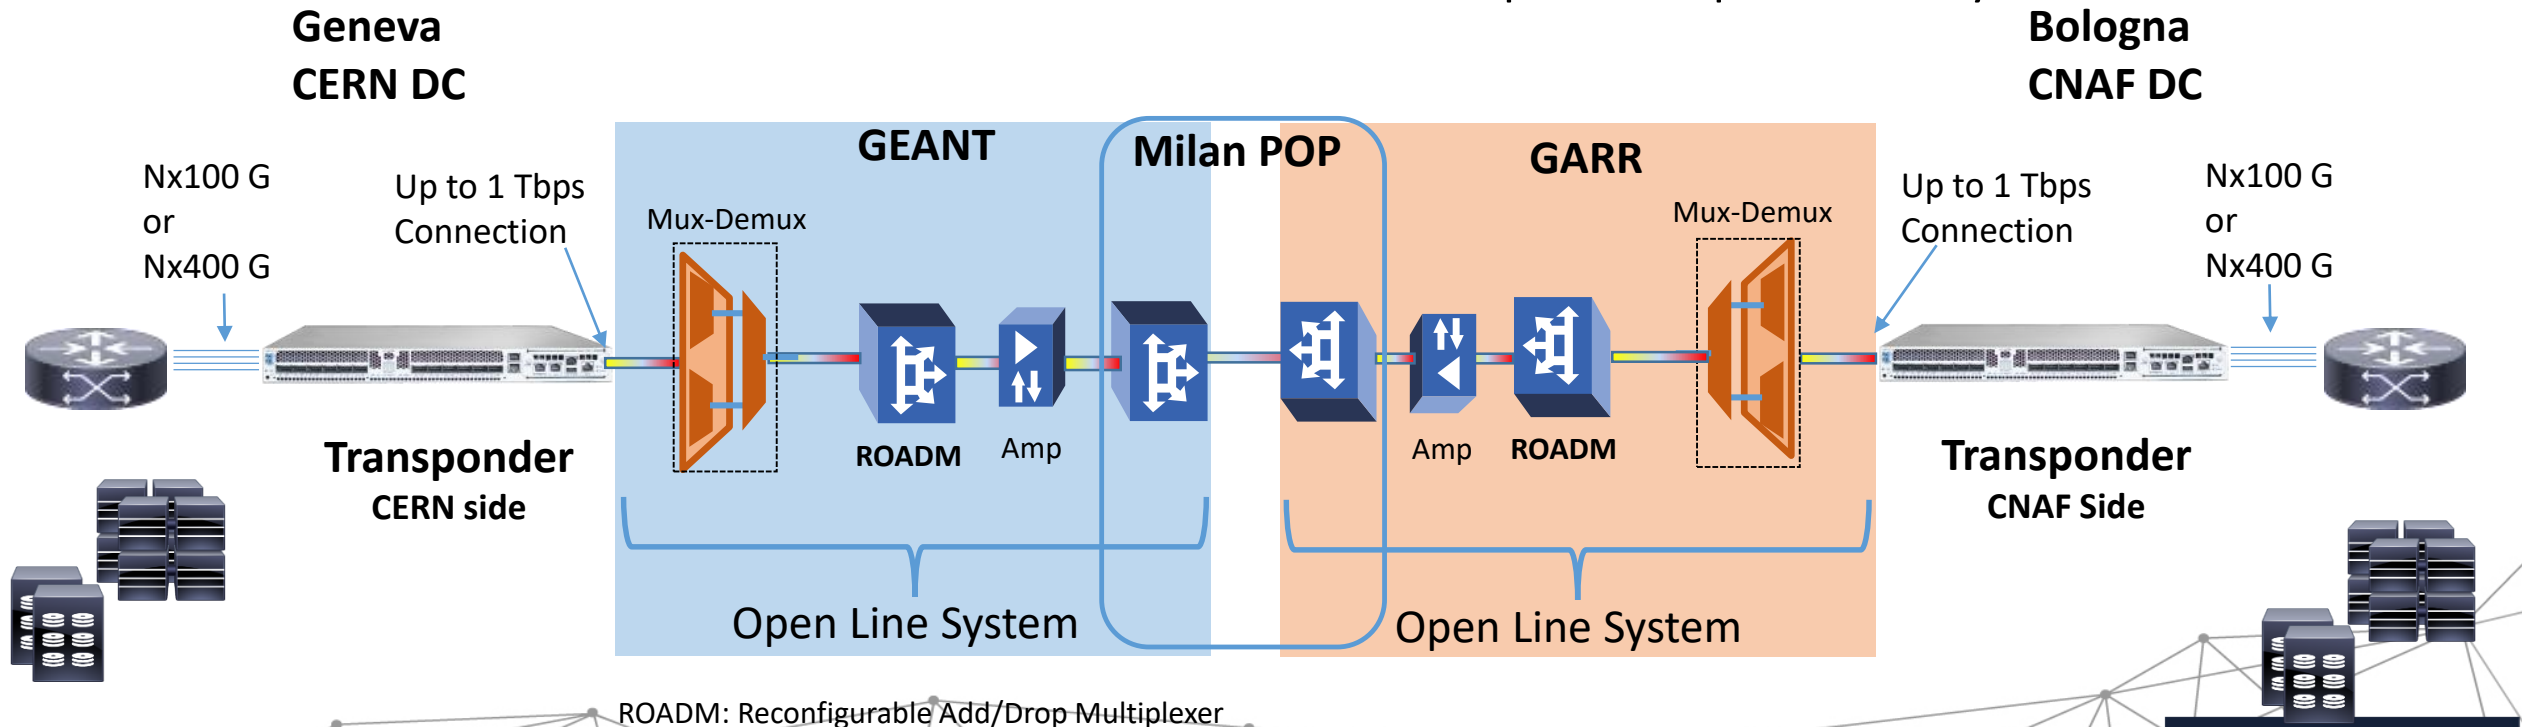 Geneva
CERN DC
Bologna
CNAF DC
GEANT
Milan POP
GARR
Nx100 G
or
Nx400 G
Up to 1 Tbps
Connection
Mux-Demux
Mux-Demux
Up to 1 Tbps
Connection
Nx100 G
or
Nx400 G
ROADM
Amp
Amp
ROADM
Transponder
CERN side
Transponder
CNAF Side
Open Line System
Open Line System
ROADM: Reconfigurable Add/Drop Multiplexer